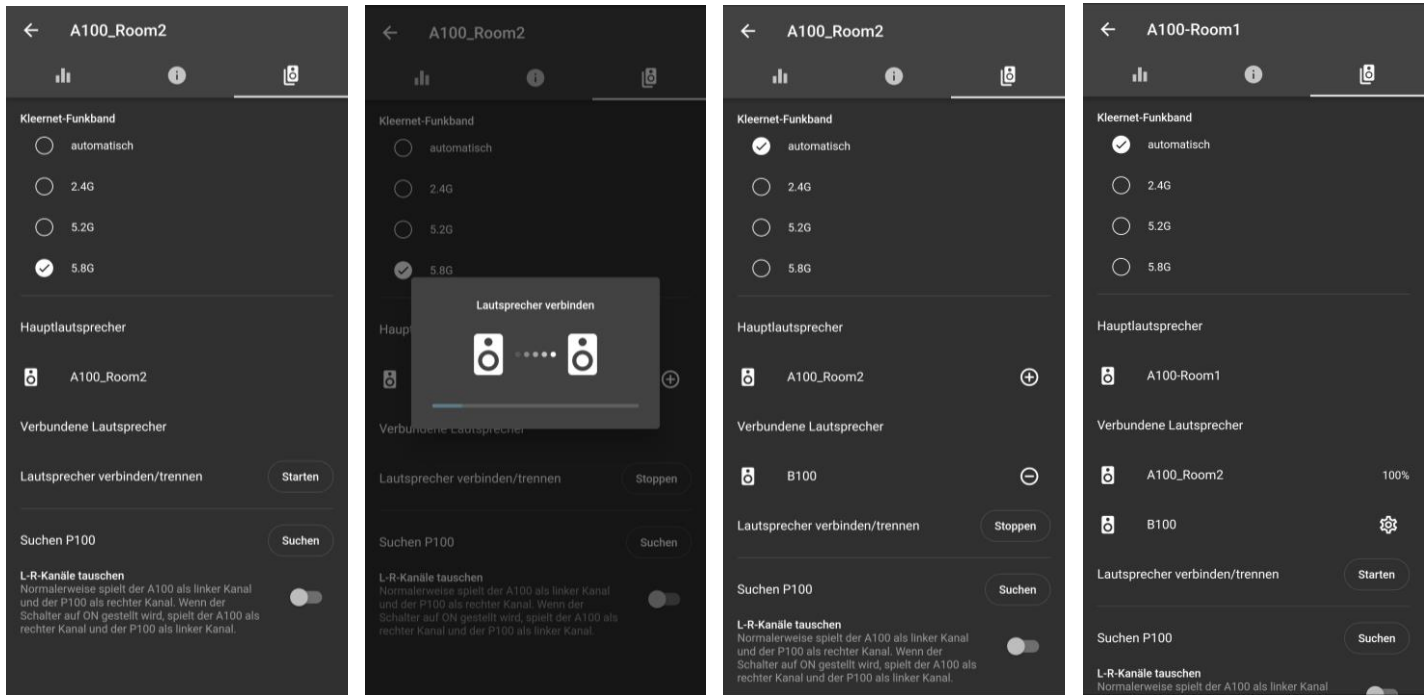 A100_Room2
Kleernet-Funkband
automatisch
2.4G
5.2G
5.8G
Hauptlautsprecher
A100_Room2
Verbundene Lautsprecher
Lautsprecher verbinden/trennen
Starten
Suchen P100
Suchen
L-R-Kanäle tauschen
Normalerweise spielt der A100 als linker Kanal
und der P100 als rechter Kanal. Wenn der
Schalter auf ON gestellt wird, spielt der A100 als
rechter Kanal und der P100 als linker Kanal.
A100_Room2
Kleernet-Funkband
automatisch
2.4G
5.2G
5.8G
Lautsprecher verbinden
Haupt
Verbundene Lautsprecher
Lautsprecher verbinden/trennen
Stoppen
Suchen P100
Suchen
L-R-Kanäle tauschen
Normalerweise spielt der A100 als linker Kanal
und der P100 als rechter Kanal. Wenn der
Schalter auf ON gestellt wird, spielt der A100 als
rechter Kanal und der P100 als linker Kanal.
A100_Room2
Kleernet-Funkband
automatisch
2.4G
5.2G
5.8G
Hauptlautsprecher
A100_Room2
Verbundene Lautsprecher
B100
Lautsprecher verbinden/trennen
Stoppen
Suchen P100
Suchen
L-R-Kanäle tauschen
Normalerweise spielt der A100 als linker Kanal
und der P100 als rechter Kanal. Wenn der
Schalter auf ON gestellt wird, spielt der A100 als
rechter Kanal und der P100 als linker Kanal.
A100-Room1
Kleernet-Funkband
automatisch
2.4G
5.2G
5.8G
Hauptlautsprecher
A100-Room1
Verbundene Lautsprecher
A100_Room2
100%
B100
Lautsprecher verbinden/trennen
Starten
Suchen P100
Suchen
L-R-Kanäle tauschen
Normalerweise spielt der A100 als linker Kanal